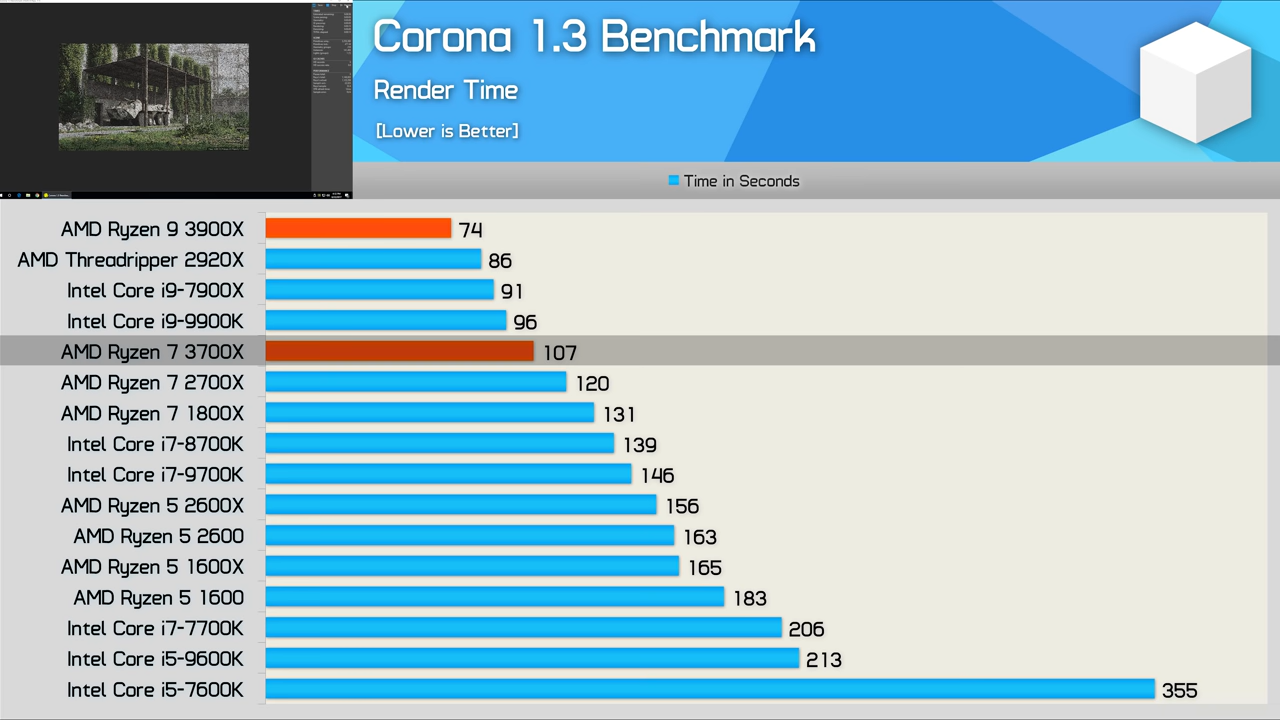 Corona 1.3 Benchmark
Render Time
[Lower is Better]
Time in Seconds
AMD Ryzen 9 3900X 74
AMD Threadripper 2920X 86
Intel Core i9-7900X 91
Intel Core i9-9900K 96
AMD Ryzen 7 3700X 107
AMD Ryzen 7 2700X 120
AMD Ryzen 7 1800X 131
Intel Core i7-8700K 139
Intel Core i7-9700K 146
AMD Ryzen 5 2600X 156
AMD Ryzen 5 2600 163
AMD Ryzen 5 1600X 165
AMD Ryzen 5 1600 183
Intel Core i7-7700K 206
Intel Core i5-9600K 213
Intel Core i5-7600K 355